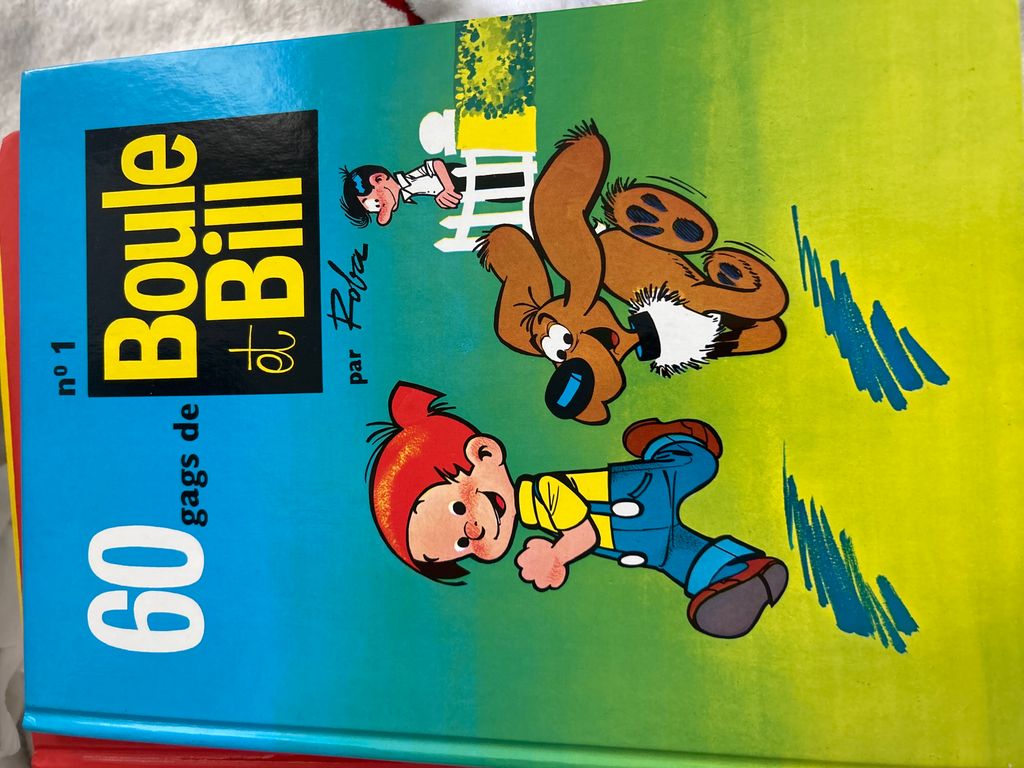 n° 1
60 gags de Boule
et Bill
par Roba